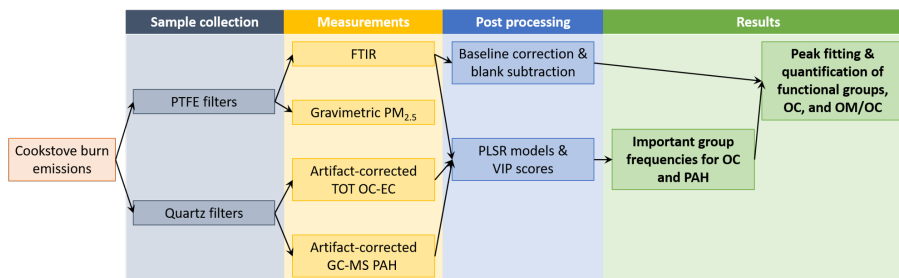 Sample collection
Measurements
Post processing
Results
Cookstove burn
emissions
PTFE filters
Quartz filters
FTIR
Gravimetric PM2.5
Artifact-corrected
TOT OC-EC
Artifact-corrected
GC-MS PAH
Baseline correction &
blank subtraction
PLSR models &
VIP scores
Important group
frequencies for OC
and PAH
Peak fitting &
quantification of
functional groups,
OC, and OM/OC